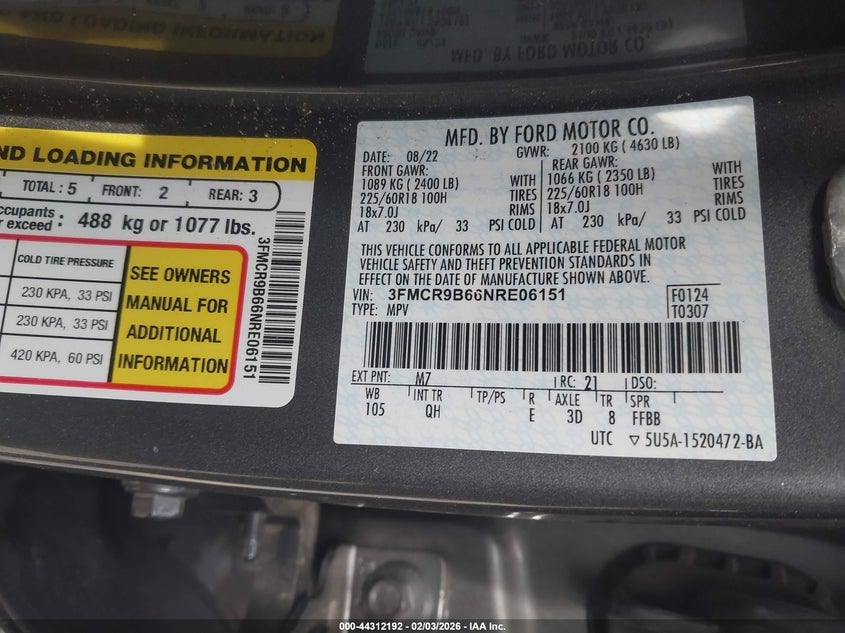 ND LOADING INFORMATION
TOTAL : 5 FRONT: 2 REAR: 3
ccupants
r exceed : 488 kg or 1077 lbs.
COLD TIRE PRESSURE
230 KPA, 33 PSI
230 KPA, 33 PSI
420 KPA, 60 PSI
SEE OWNERS
MANUAL FOR
ADDITIONAL
INFORMATION
3FMCR9B66NRE06151
MFD. BY FORD MOTOR CO.
DATE: 08/22 GVWR: 2100 KG ( 4630 LB)
FRONT GAWR: REAR GAWR:
1089 KG ( 2400 LB) WITH 1066 KG ( 2350 LB) WITH
225/60R18 100H TIRES 225/60R18 100H TIRES
18x7.0J RIMS 18x7.0J RIMS
AT 230 kPa/ 33 PSI COLD AT 230 kPa/ 33 PSI COLD
THIS VEHICLE CONFORMS TO ALL APPLICABLE FEDERAL MOTOR
VEHICLE SAFETY AND THEFT PREVENTION STANDARDS IN
EFFECT ON THE DATE OF MANUFACTURE SHOWN ABOVE.
VIN: 3FMCR9B66NRE06151 F0124
TYPE: MPV T0307
EXT PNT: M7 RC: 21 DSO:
WB INT TR TP/PS R AXLE TR SPR
105 QH E 3D 8 FFBB
UTC ▽ 5U5A-1520472-BA
000-44312192 - 02/03/2026 - IAA Inc.